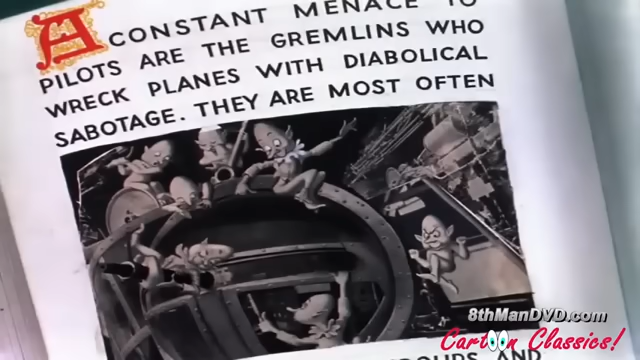 A CONSTANT MENACE TO
PILOTS ARE THE GREMLINS WHO
WRECK PLANES WITH DIABOLICAL
SABOTAGE. THEY ARE MOST OFTEN
AND
8thManDVD.com
Cartoon Classics!